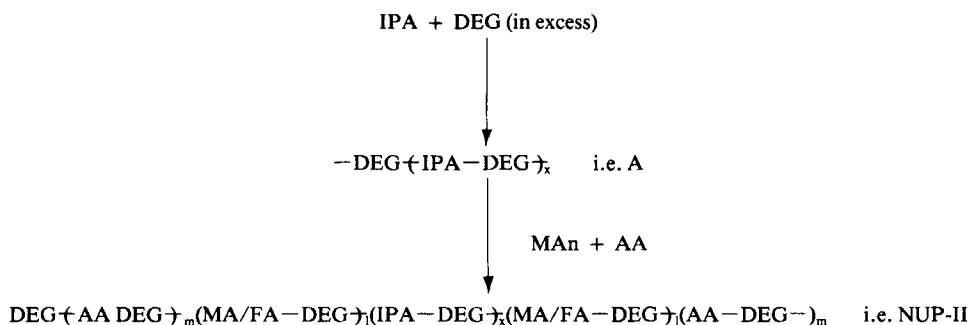 IPA + DEG (in excess)
—DEG-(-IPA—DEG-)-x i.e. A
MAn + AA
DEG-(-AA DEG-)-m(MA/FA—DEG-)-l(IPA—DEG-)-x(MA/FA—DEG-)-l(AA—DEG—)m i.e. NUP-II